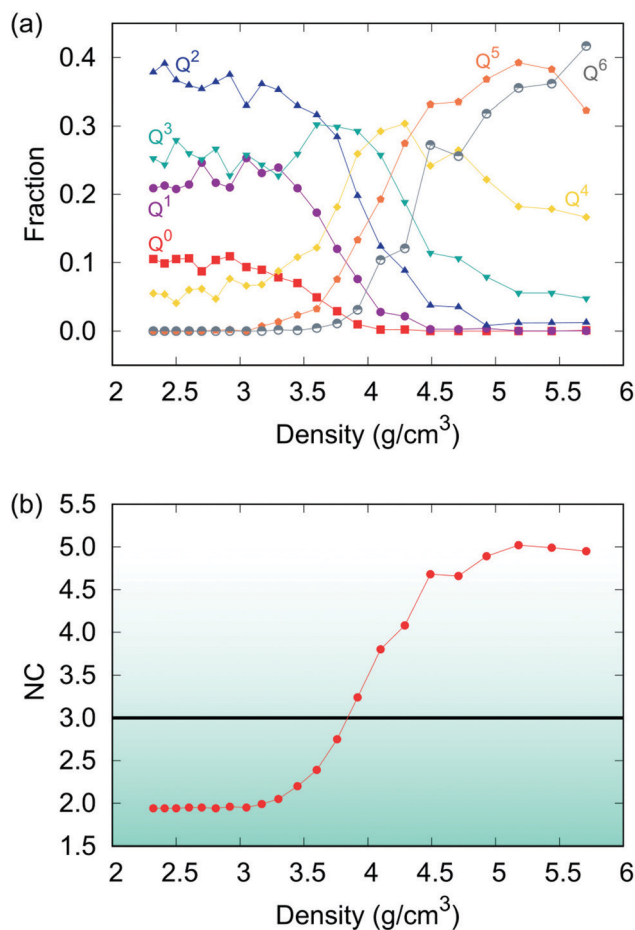 (a)
0.4
0.3
0.2
0.1
0.0
Fraction
Q²
Q³
Q¹
Q⁰
Q⁵
Q⁶
Q⁴
2 2.5 3 3.5 4 4.5 5 5.5 6
Density (g/cm³)
(b)
5.5
5.0
4.5
4.0
3.5
3.0
2.5
2.0
1.5
NC
2 2.5 3 3.5 4 4.5 5 5.5 6
Density (g/cm³)